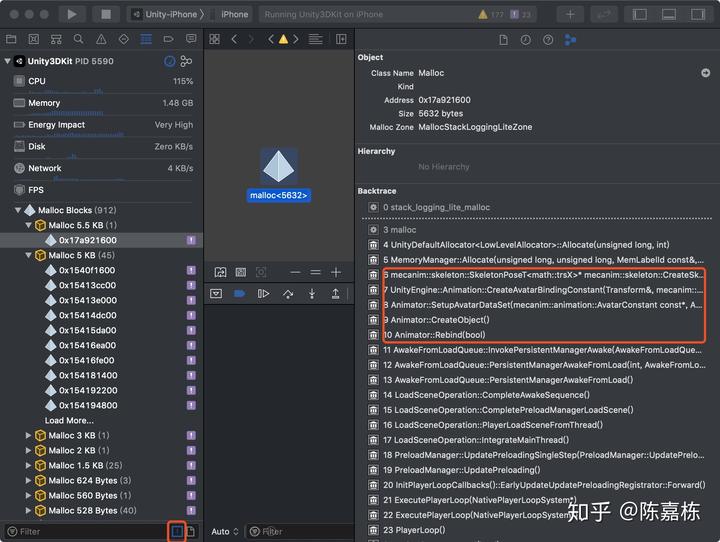 Unity-iPhone
iPhone
Running Unity3DKit on iPhone
177
23
Unity3DKit PID 5590
CPU
115%
Memory
1.48 GB
Energy Impact
Very High
Disk
Zero KB/s
Network
4 KB/s
FPS
Malloc Blocks (912)
Malloc 5.5 KB (1)
0x17a921600
Malloc 5 KB (45)
0x1540f1600
0x15413cc00
0x15413e000
0x15414dc00
0x15415da00
0x15416ea00
0x15416fe00
0x154181400
0x154192200
0x154194800
Load More...
Malloc 3 KB (1)
Malloc 2 KB (1)
Malloc 1.5 KB (25)
Malloc 624 Bytes (3)
Malloc 560 Bytes (1)
Malloc 528 Bytes (40)
Filter
malloc<5632>
Auto
Filter
Object
Class Name Malloc
Kind
Address 0x17a921600
Size 5632 bytes
Malloc Zone MallocStackLoggingLiteZone
Hierarchy
No Hierarchy
Backtrace
0 stack_logging_lite_malloc
3 malloc
4 UnityDefaultAllocator<LowLevelAllocator>::Allocate(unsigned long, int)
5 MemoryManager::Allocate(unsigned long, unsigned long, MemLabelId const&,...
6 mecanim::skeleton::SkeletonPoseT<math::trsX>* mecanim::skeleton::CreateSk...
7 UnityEngine::Animation::CreateAvatarBindingConstant(Transform&, mecanim::...
8 Animator::SetupAvatarDataSet(mecanim::animation::AvatarConstant const*, A...
9 Animator::CreateObject()
10 Animator::Rebind(bool)
11 AwakeFromLoadQueue::InvokePersistentManagerAwake(AwakeFromLoadQue...
12 AwakeFromLoadQueue::PersistentManagerAwakeFromLoad(int, AwakeFromLo...
13 AwakeFromLoadQueue::PersistentManagerAwakeFromLoad()
14 LoadSceneOperation::CompleteAwakeSequence()
15 LoadSceneOperation::CompletePreloadManagerLoadScene()
16 LoadSceneOperation::PlayerLoadSceneFromThread()
17 LoadSceneOperation::IntegrateMainThread()
18 PreloadManager::UpdatePreloadingSingleStep(PreloadManager::UpdatePrelo...
19 PreloadManager::UpdatePreloading()
20 InitPlayerLoopCallbacks()::EarlyUpdateUpdatePreloadingRegistrator::Forward()
21 ExecutePlayerLoop(NativePlayerLoopSystem*)
22 ExecutePlayerLoop(NativePlayerLoopSystem*)
23 PlayerLoop()
知乎 @陈嘉栋